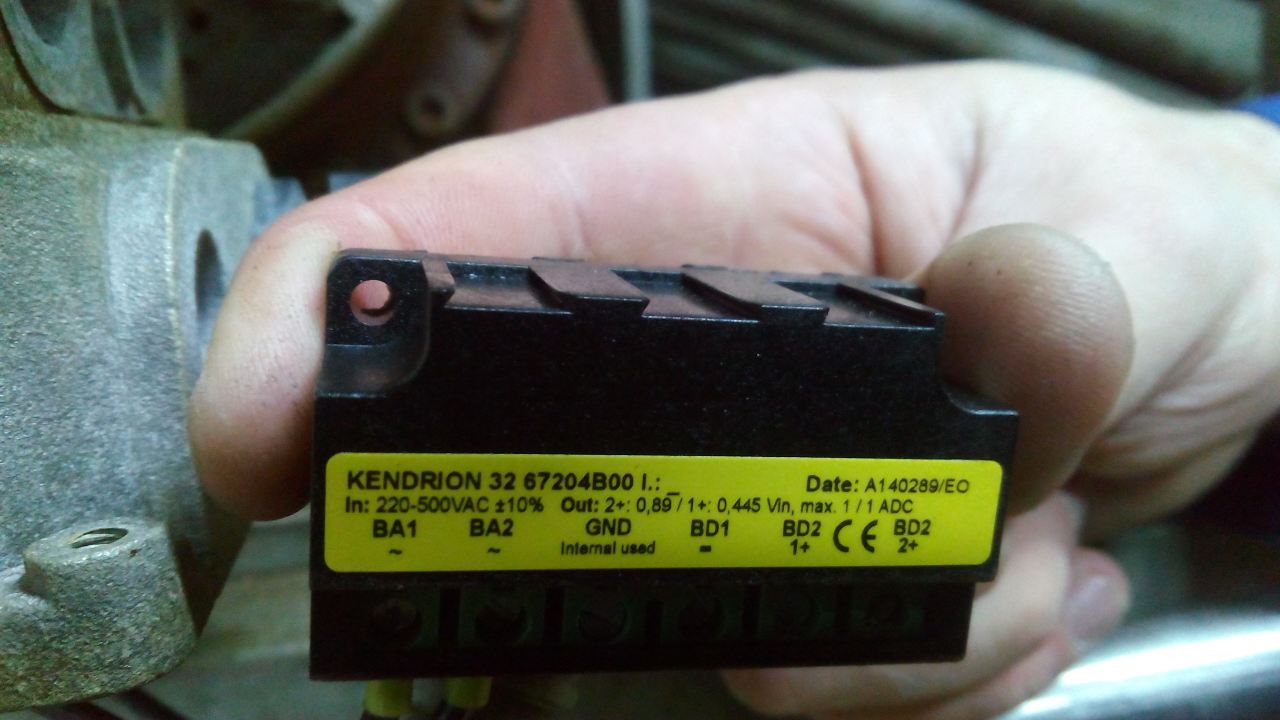 KENDRION 32 67204B00 I.:_ Date: A140289/EO
In: 220-500VAC ±10% Out: 2+: 0,89 / 1+: 0,445 Vin, max. 1 / 1 ADC
BA1 BA2 GND BD1 BD2 CE BD2
~ ~ Internal used - 1+ 2+